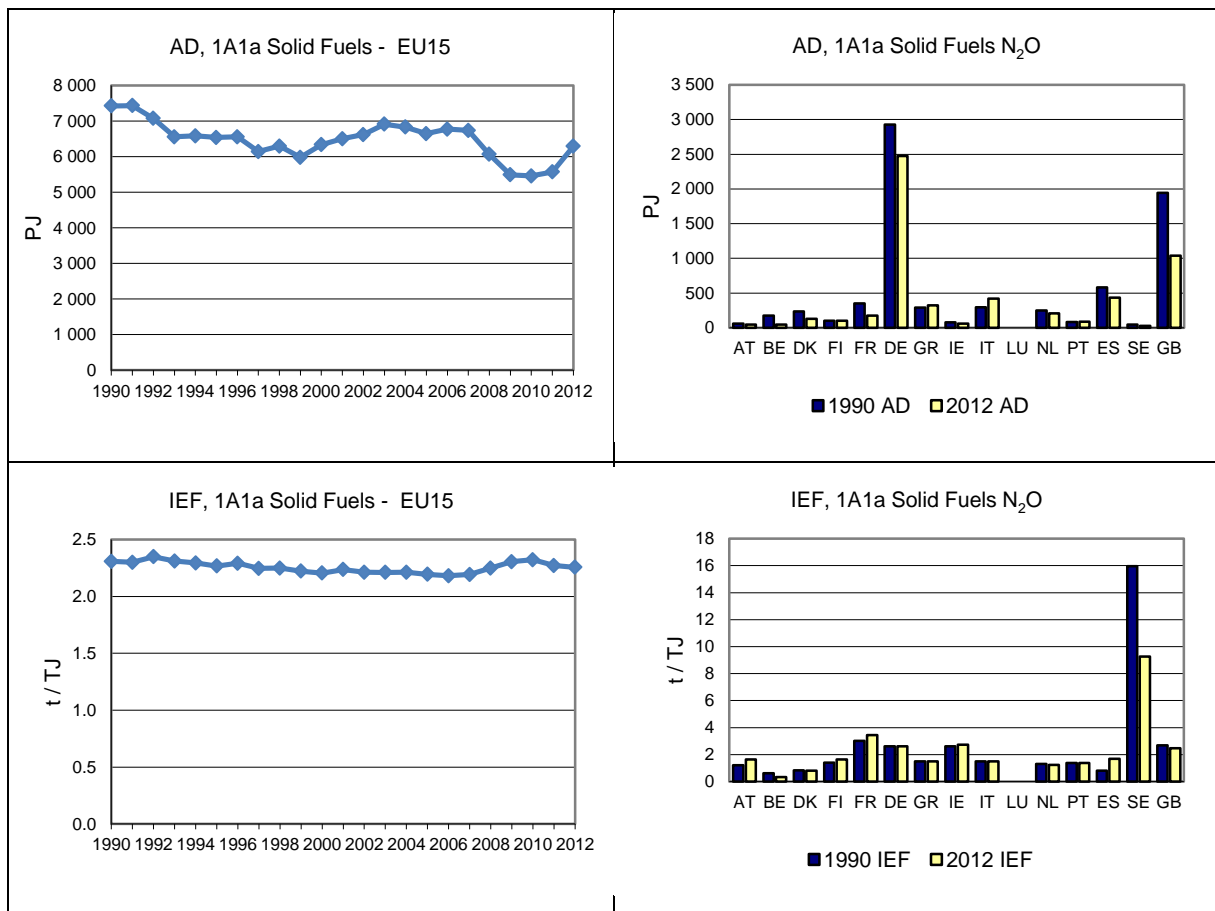 AD, 1A1a Solid Fuels - EU15
8 000
7 000
6 000
5 000
4 000
3 000
2 000
1 000
0
PJ
1990 1992 1994 1996 1998 2000 2002 2004 2006 2008 2010 2012
AD, 1A1a Solid Fuels N₂O
3 500
3 000
2 500
2 000
1 500
1 000
500
0
PJ
AT BE DK FI FR DE GR IE IT LU NL PT ES SE GB
1990 AD 2012 AD
IEF, 1A1a Solid Fuels - EU15
2.5
2.0
1.5
1.0
0.5
0.0
t / TJ
1990 1992 1994 1996 1998 2000 2002 2004 2006 2008 2010 2012
IEF, 1A1a Solid Fuels N₂O
18
16
14
12
10
8
6
4
2
0
t / TJ
AT BE DK FI FR DE GR IE IT LU NL PT ES SE GB
1990 IEF 2012 IEF